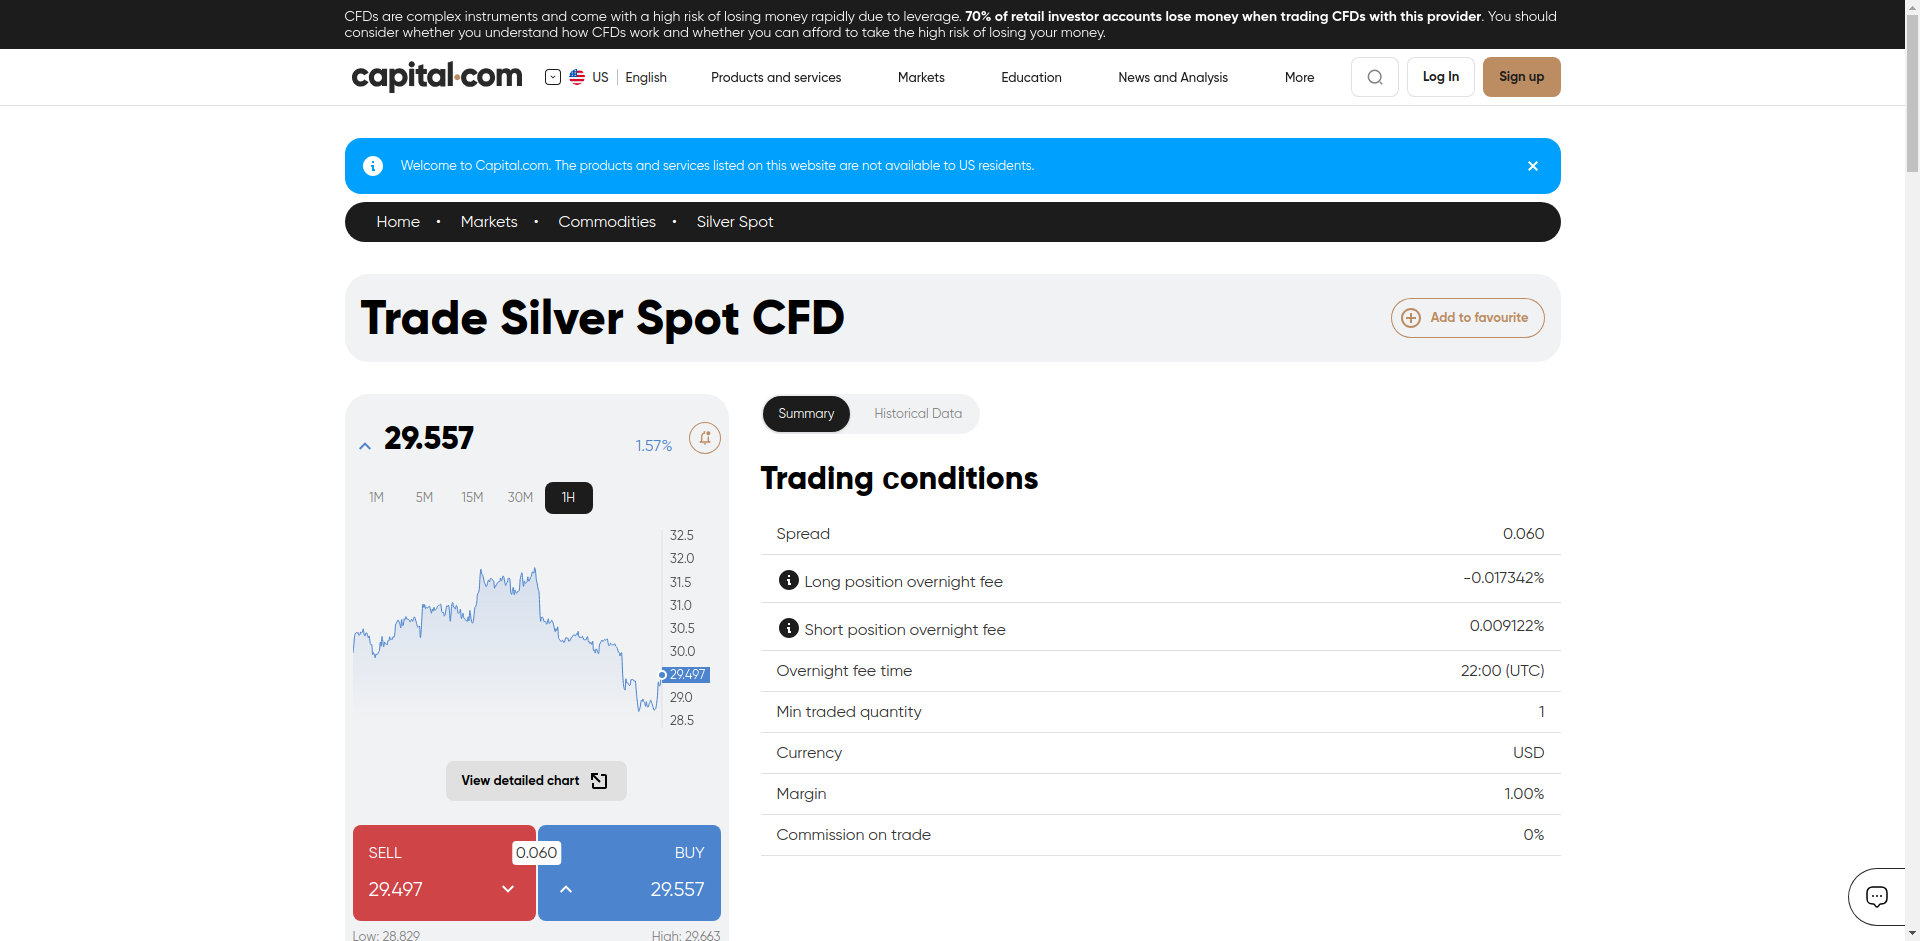 CFDs are complex instruments and come with a high risk of losing money rapidly due to leverage. 70% of retail investor accounts lose money when trading CFDs with this provider. You should
consider whether you understand how CFDs work and whether you can afford to take the high risk of losing your money.
capital.com
US English
Products and services
Markets
Education
News and Analysis
More
Log In
Sign up
Welcome to Capital.com. The products and services listed on this website are not available to US residents.
Home • Markets • Commodities • Silver Spot
Trade Silver Spot CFD
Add to favourite
29.557
1.57%
1M 5M 15M 30M 1H
32.5
32.0
31.5
31.0
30.5
30.0
29.497
29.0
28.5
View detailed chart
SELL
0.060
BUY
29.497
29.557
Low: 28.829
High: 29.663
Summary
Historical Data
Trading conditions
Spread 0.060
Long position overnight fee -0.017342%
Short position overnight fee 0.009122%
Overnight fee time 22:00 (UTC)
Min traded quantity 1
Currency USD
Margin 1.00%
Commission on trade 0%